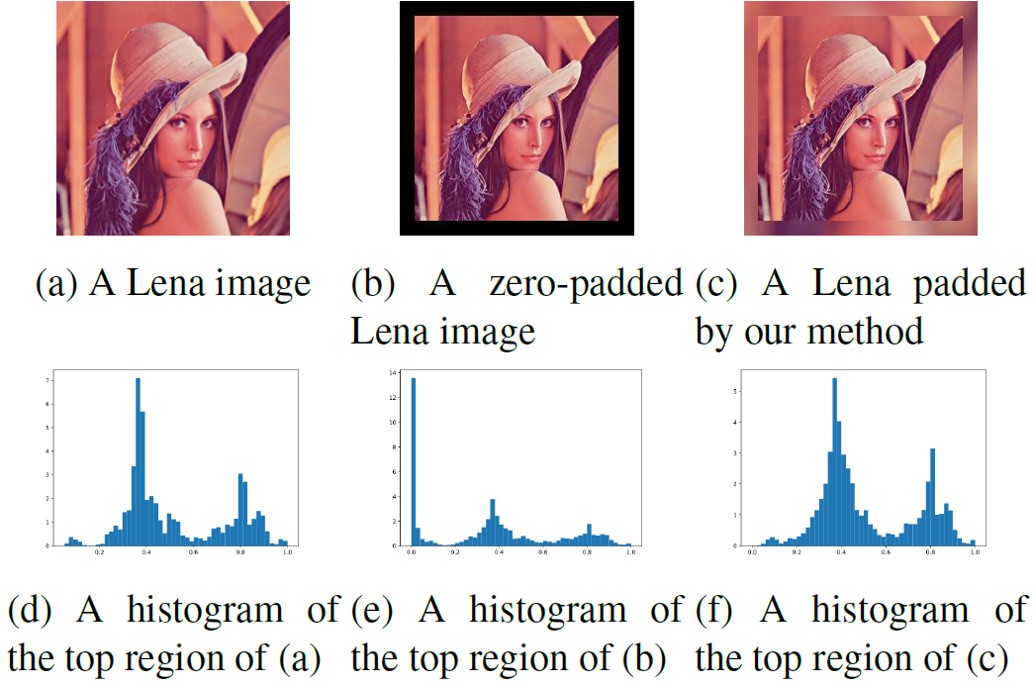 (a) A Lena image
(b) A zero-padded
Lena image
(c) A Lena padded
by our method
7
6
5
4
3
2
1
0
0.2 0.4 0.6 0.8 1.0
14
12
10
8
6
4
2
0
0.0 0.2 0.4 0.6 0.8 1.0
5
4
3
2
1
0
0.0 0.2 0.4 0.6 0.8 1.0
(d) A histogram of
the top region of (a)
(e) A histogram of
the top region of (b)
(f) A histogram of
the top region of (c)